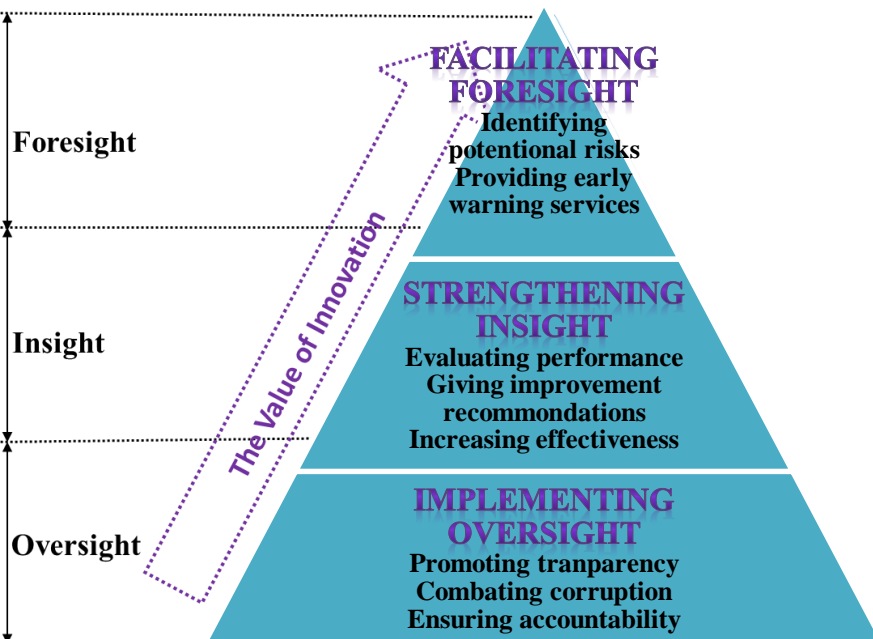 FACILITATING
FORESIGHT
Identifying
potentional risks
Providing early
warning services
Foresight
The Value of Innovation
STRENGTHENING
INSIGHT
Evaluating performance
Giving improvement
recommondations
Increasing effectiveness
Insight
IMPLEMENTING
OVERSIGHT
Promoting tranparency
Combating corruption
Ensuring accountability
Oversight